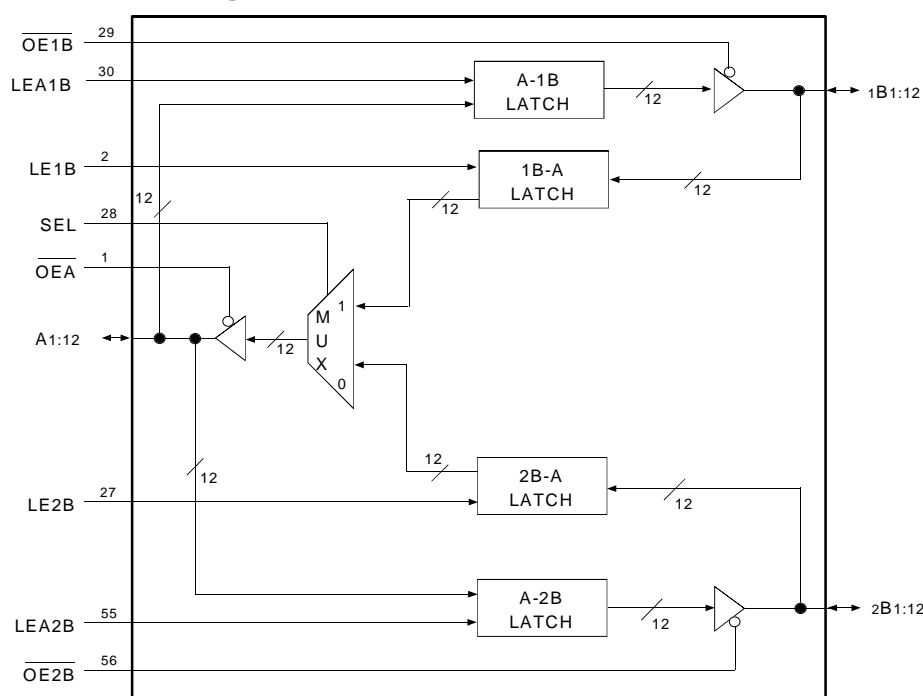 OE1B
29
LEA1B
30
A-1B
LATCH
12
1B1:12
LE1B
2
1B-A
LATCH
12
12
12
SEL
28
OEA
1
MUX
1
0
A1:12
12
12
12
2B-A
LATCH
12
LE2B
27
A-2B
LATCH
12
2B1:12
LEA2B
55
OE2B
56